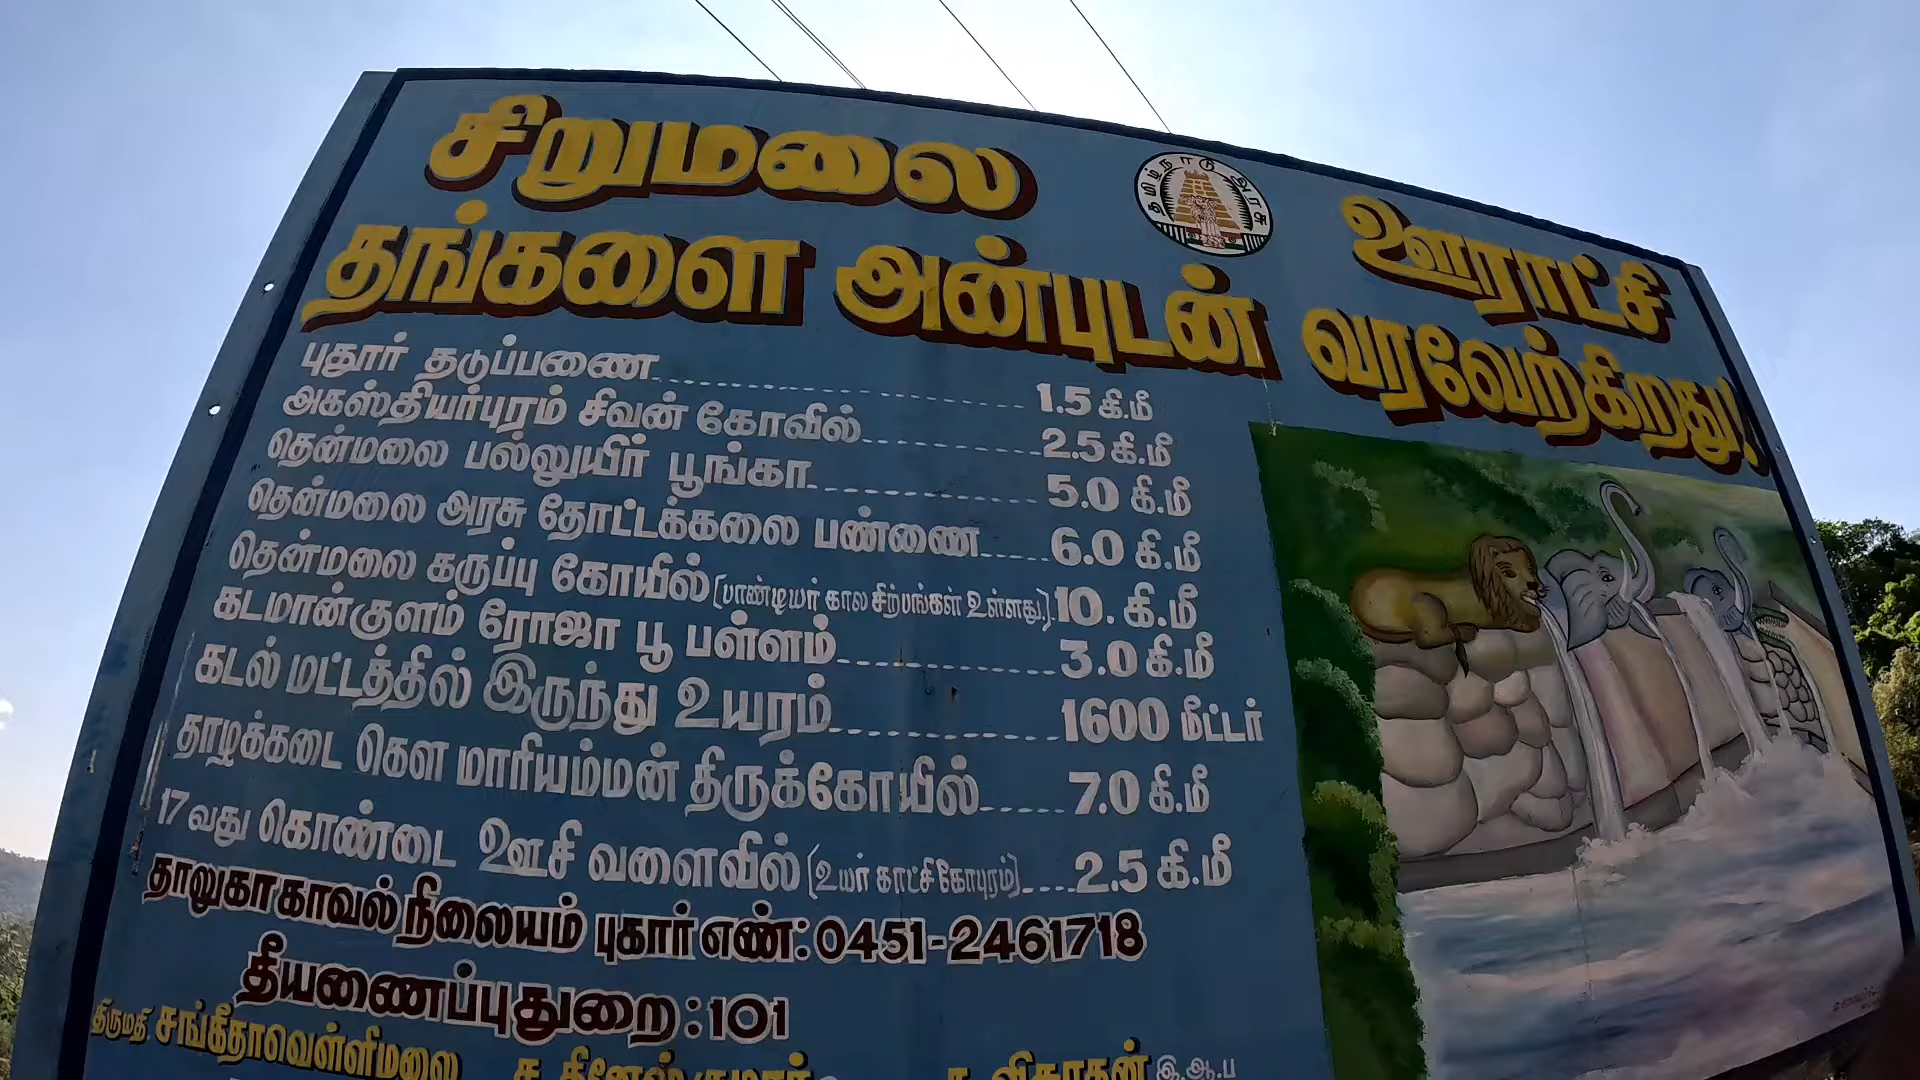 சிறுமலை ஊராட்சி
தமிழ்நாடு அரசு
தங்களை அன்புடன் வரவேற்கிறது!
புதூர் தடுப்பணை 1.5 கி.மீ
அகஸ்தியர்புரம் சிவன் கோவில் 2.5 கி.மீ
தென்மலை பல்லுயிர் பூங்கா 5.0 கி.மீ
தென்மலை அரசு தோட்டக்கலை பண்ணை 6.0 கி.மீ
தென்மலை கருப்பு கோயில் (பாண்டியர் கால சிற்பங்கள் உள்ளது.) 10. கி.மீ
கடமான்குளம் ரோஜா பூ பள்ளம் 3.0 கி.மீ
கடல் மட்டத்தில் இருந்து உயரம் 1600 மீட்டர்
தாழக்கடை கௌ மாரியம்மன் திருக்கோயில் 7.0 கி.மீ
17 வது கொண்டை ஊசி வளைவில் (உயர் காட்சி கோபுரம்) 2.5 கி.மீ
தாலுகா காவல் நிலையம் புகார் எண்: 0451-2461718
தீயணைப்புதுறை: 101
திருமதி சங்கீதாவெள்ளிமலை
இ.ஆ.ப